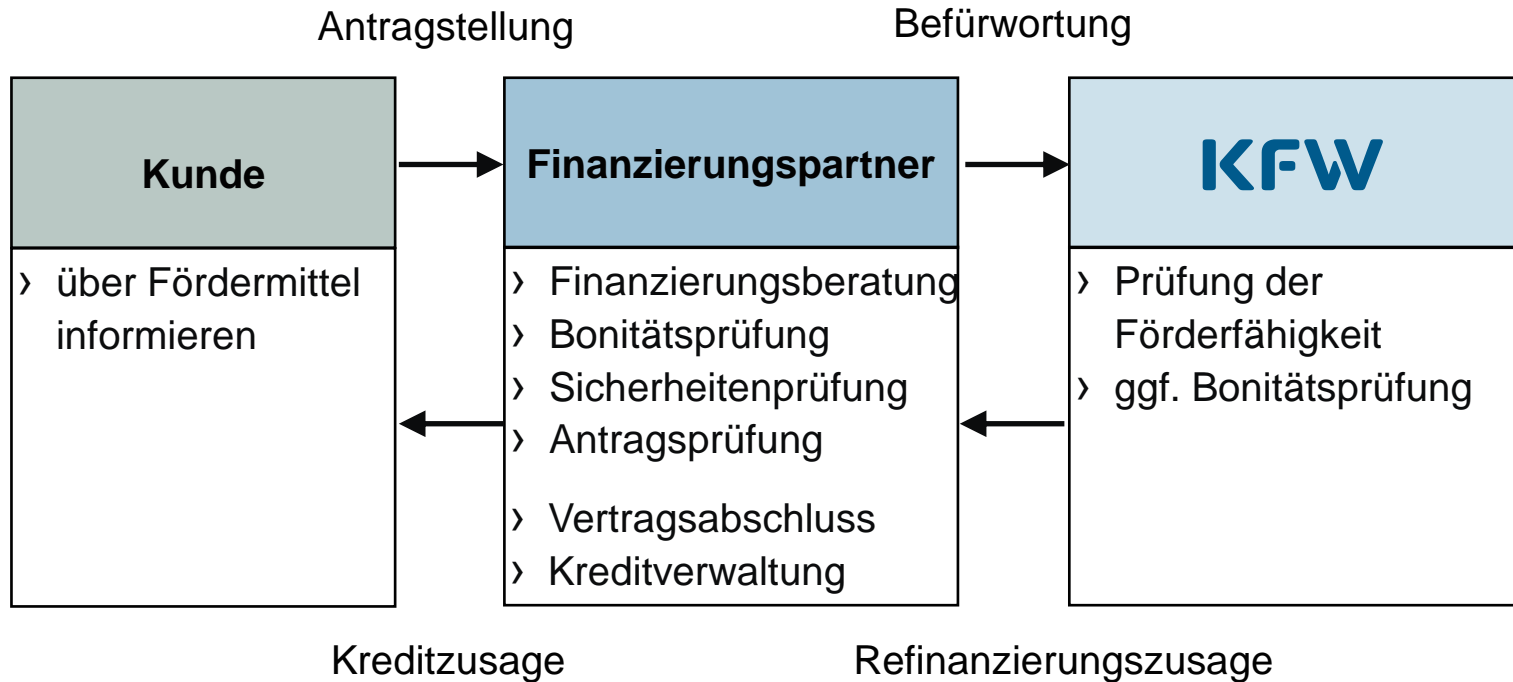 Antragstellung
Befürwortung
Kunde
Finanzierungspartner
KFW
› über Fördermittel
informieren
› Finanzierungsberatung
› Bonitätsprüfung
› Sicherheitenprüfung
› Antragsprüfung
› Vertragsabschluss
› Kreditverwaltung
› Prüfung der
Förderfähigkeit
› ggf. Bonitätsprüfung
Kreditzusage
Refinanzierungszusage